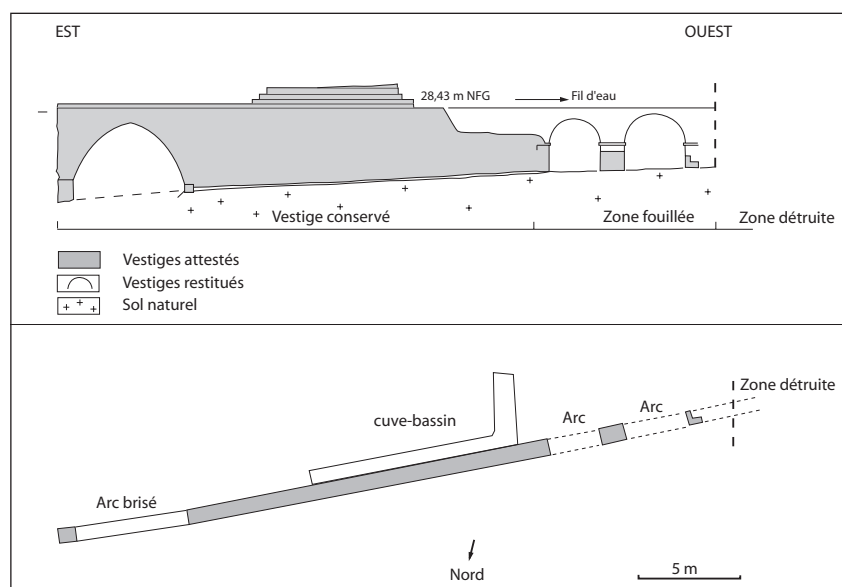 EST
OUEST
28,43 m NFG
Fil d'eau
Vestige conservé
Zone fouillée
Zone détruite
Vestiges attestés
Vestiges restitués
Sol naturel
Zone détruite
Arc
Arc
cuve-bassin
Arc brisé
Nord
5 m